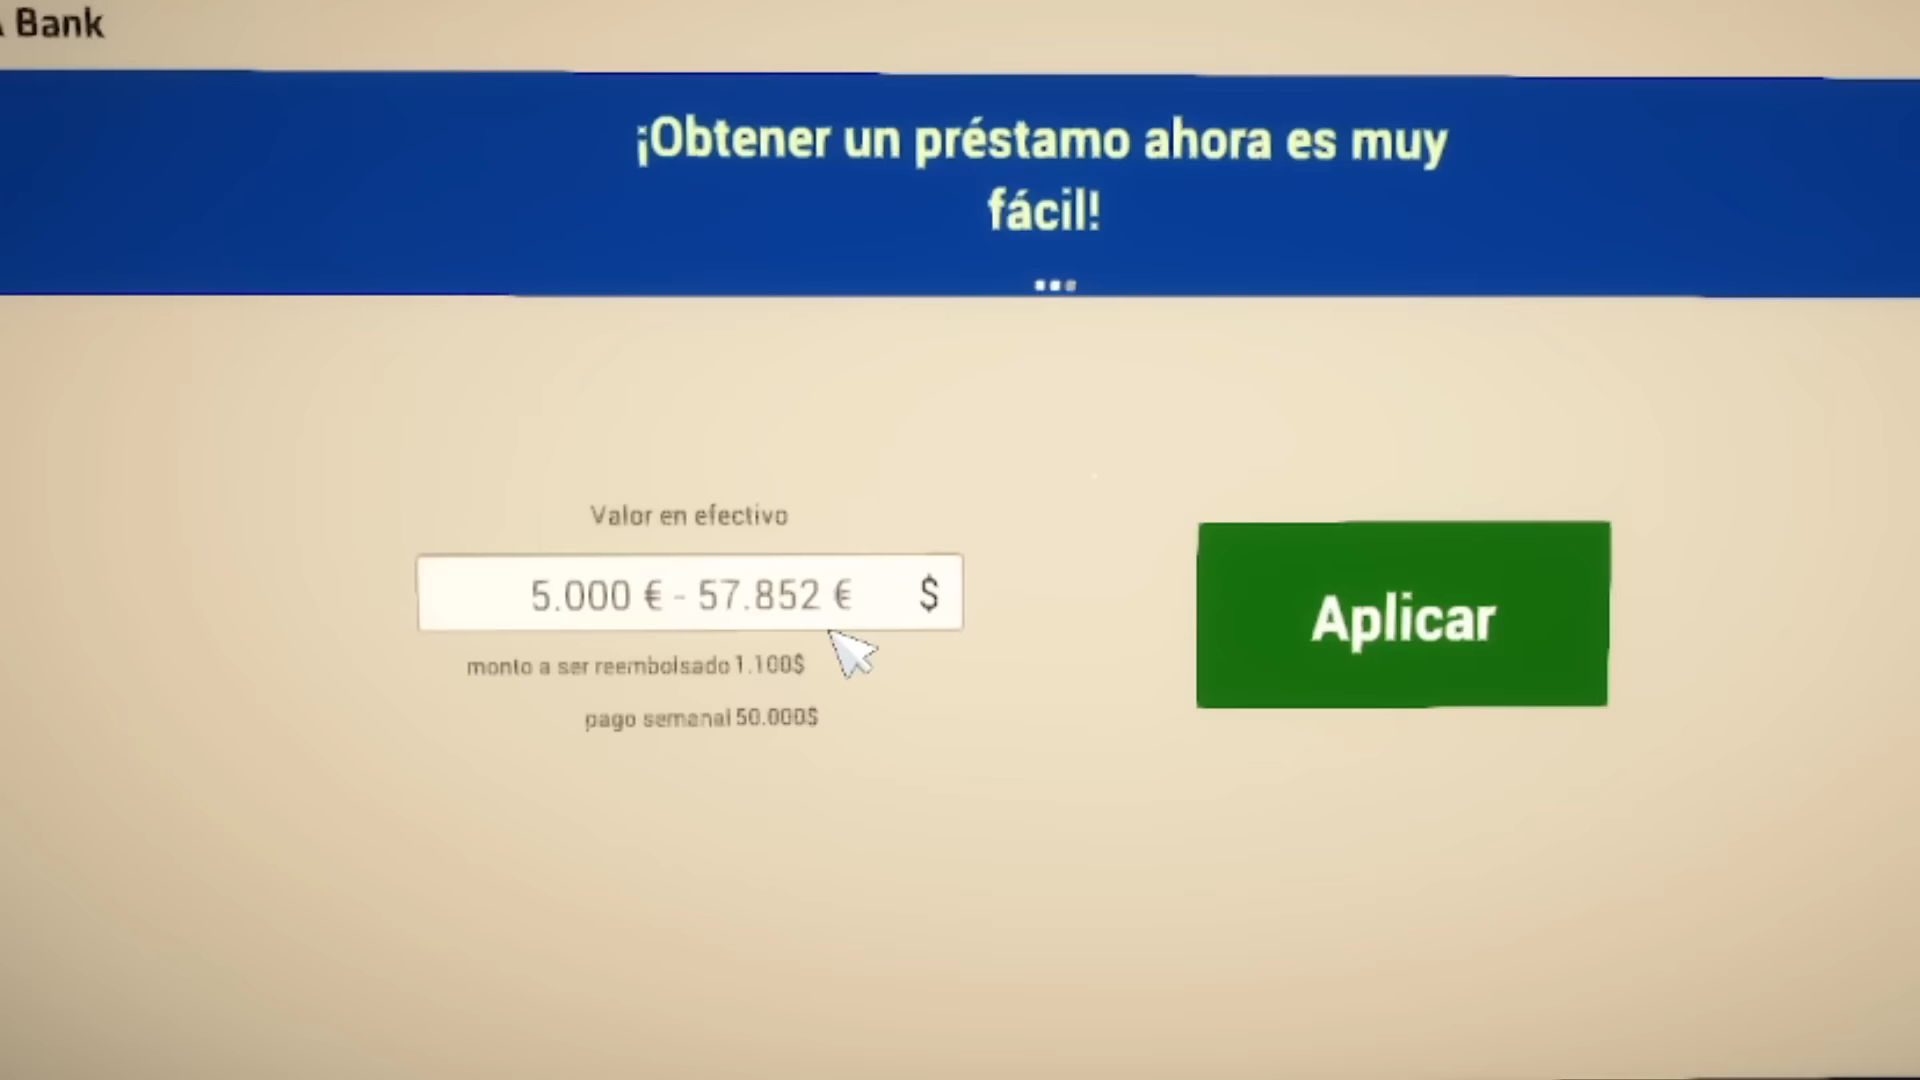 Bank
¡Obtener un préstamo ahora es muy
fácil!
Valor en efectivo
5.000 € - 57.852 € $
monto a ser reembolsado 1.100$
pago semanal 50.000$
Aplicar